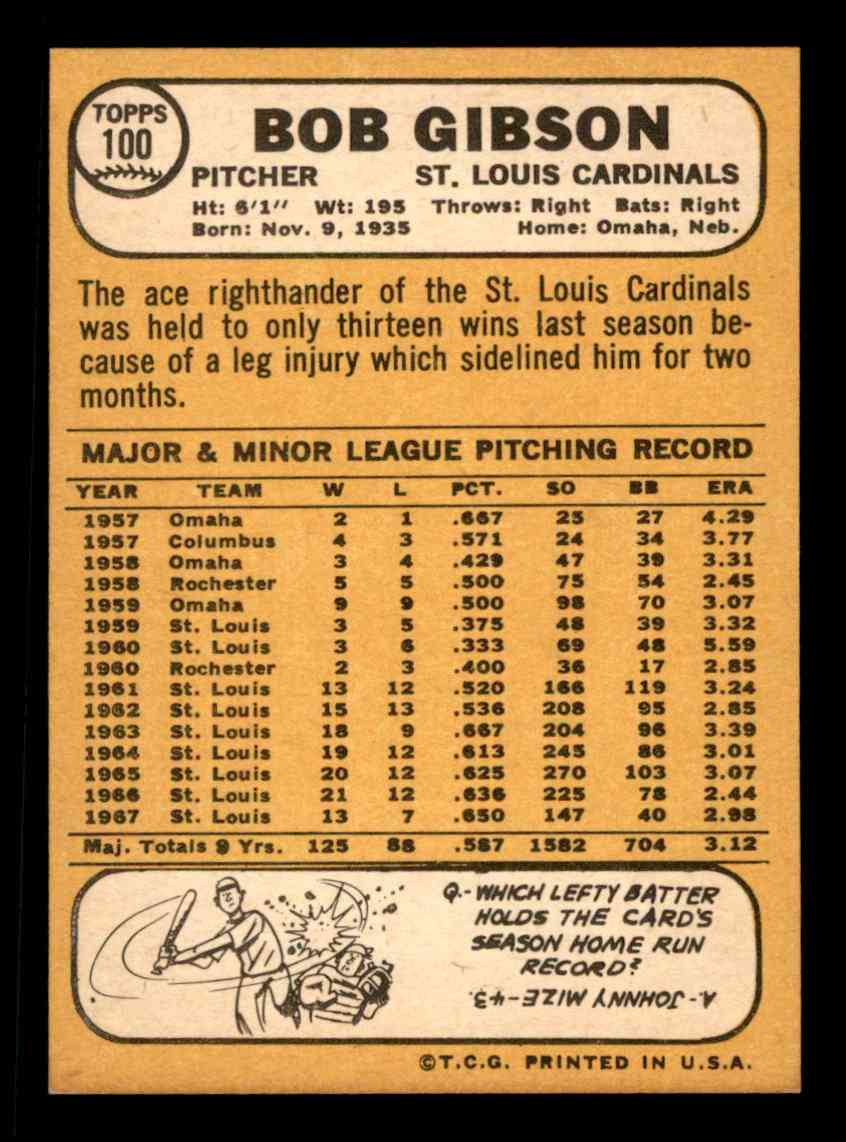 TOPPS
100
BOB GIBSON
PITCHER ST. LOUIS CARDINALS
Ht: 6'1" Wt: 195 Throws: Right Bats: Right
Born: Nov. 9, 1935 Home: Omaha, Neb.
The ace righthander of the St. Louis Cardinals
was held to only thirteen wins last season be-
cause of a leg injury which sidelined him for two
months.
MAJOR & MINOR LEAGUE PITCHING RECORD
YEAR TEAM W L PCT. SO BB ERA
1957 Omaha 2 1 .667 25 27 4.29
1957 Columbus 4 3 .571 24 34 3.77
1958 Omaha 3 4 .429 47 39 3.31
1958 Rochester 5 5 .500 75 54 2.45
1959 Omaha 9 9 .500 98 70 3.07
1959 St. Louis 3 5 .375 48 39 3.32
1960 St. Louis 3 6 .333 69 48 5.59
1960 Rochester 2 3 .400 36 17 2.85
1961 St. Louis 13 12 .520 166 119 3.24
1962 St. Louis 15 13 .536 208 95 2.85
1963 St. Louis 18 9 .667 204 96 3.39
1964 St. Louis 19 12 .613 245 86 3.01
1965 St. Louis 20 12 .625 270 103 3.07
1966 St. Louis 21 12 .636 225 78 2.44
1967 St. Louis 13 7 .650 147 40 2.98
Maj. Totals 9 Yrs. 125 88 .587 1582 704 3.12
Q.- WHICH LEFTY BATTER
HOLDS THE CARD'S
SEASON HOME RUN
RECORD?
A.- JOHNNY MIZE - 43.
©T.C.G. PRINTED IN U.S.A.